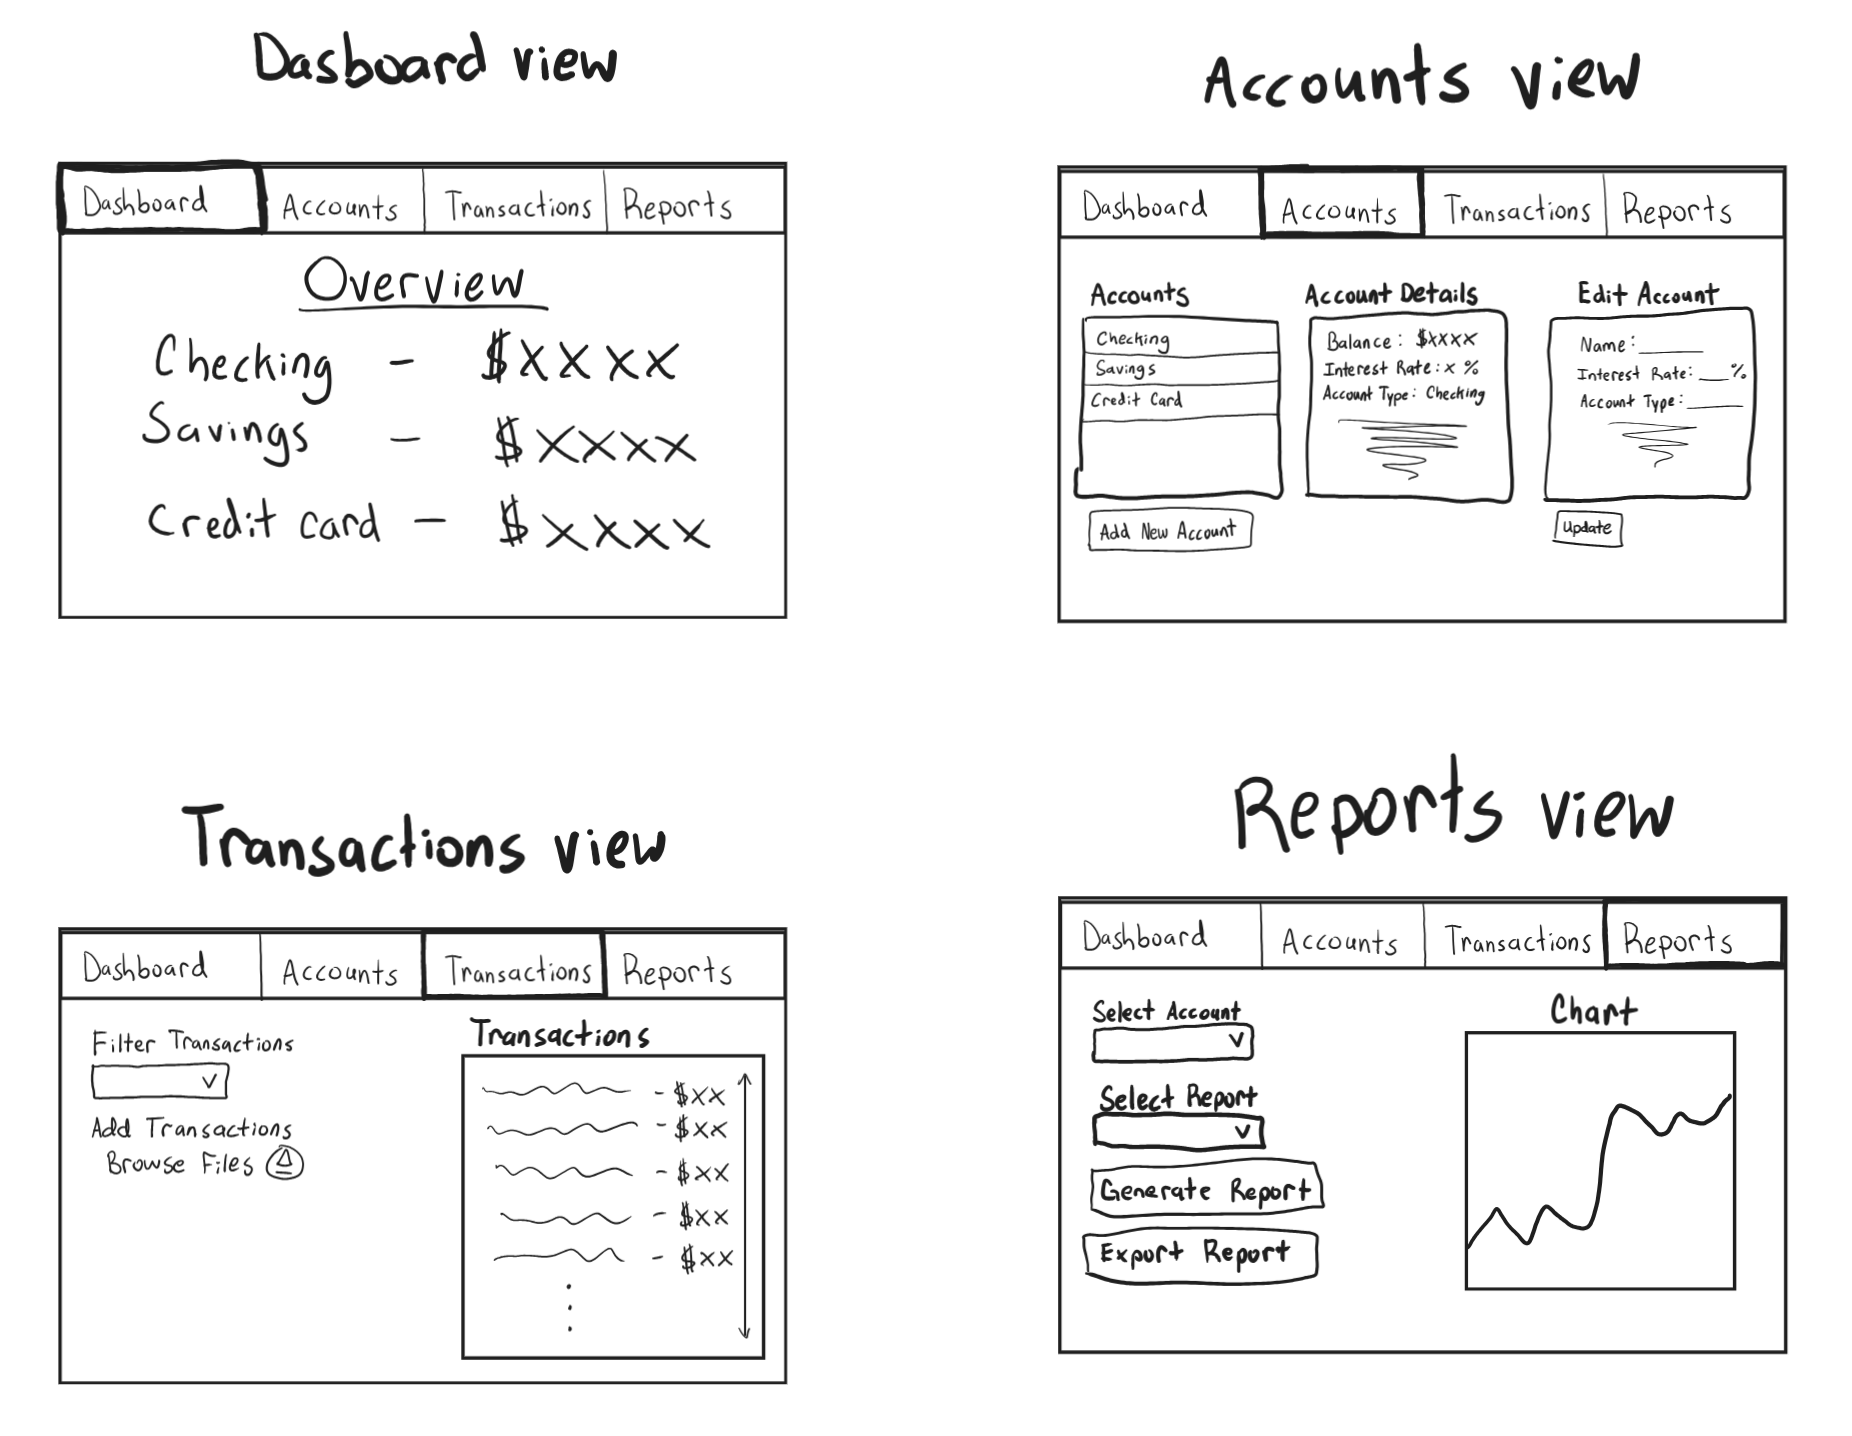 Dasboard view
Dashboard Accounts Transactions Reports
Overview
Checking - $XXXX
Savings - $XXXX
Credit card - $XXXX
Accounts view
Dashboard Accounts Transactions Reports
Accounts
Checking
Savings
Credit Card
Add New Account
Account Details
Balance: $XXXX
Interest Rate: x %
Account Type: Checking
Edit Account
Name: ______
Interest Rate: ___%
Account Type: _____
Update
Transactions view
Dashboard Accounts Transactions Reports
Filter Transactions
Add Transactions
Browse Files
Transactions
- $XX
- $XX
- $XX
- $XX
- $XX
Reports view
Dashboard Accounts Transactions Reports
Select Account
Select Report
Generate Report
Export Report
Chart